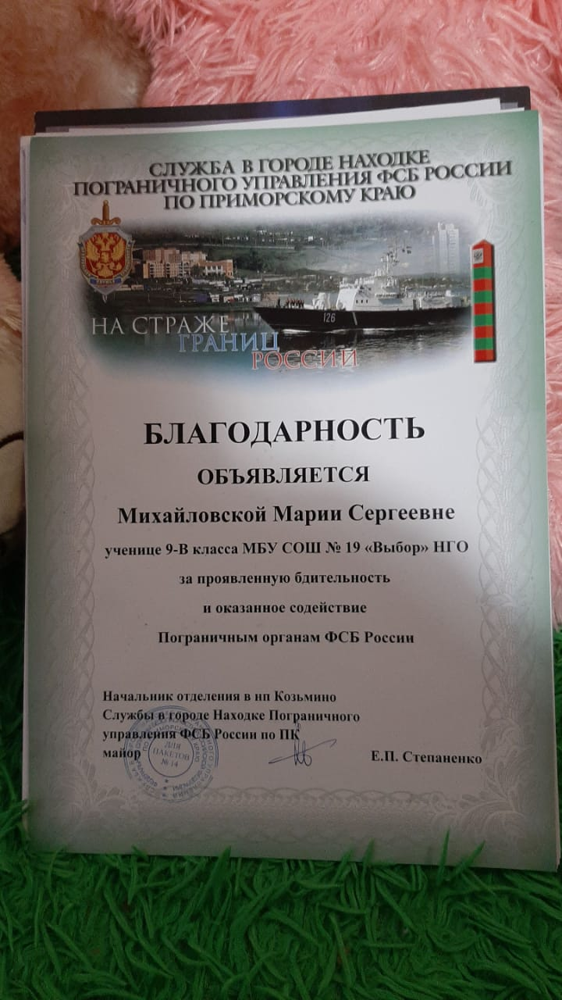 СЛУЖБА В ГОРОДЕ НАХОДКЕ
ПОГРАНИЧНОГО УПРАВЛЕНИЯ ФСБ РОССИИ
ПО ПРИМОРСКОМУ КРАЮ
126
НА СТРАЖЕ
ГРАНИЦ
РОССИИ
БЛАГОДАРНОСТЬ
ОБЪЯВЛЯЕТСЯ
Михайловской Марии Сергеевне
ученице 9-В класса МБУ СОШ № 19 «Выбор» НГО
за проявленную бдительность
и оказанное содействие
Пограничным органам ФСБ России
Начальник отделения в нп Козьмино
Службы в городе Находке Пограничного
управления ФСБ России по ПК
майор
Е.П. Степаненко
ДЛЯ
ПАКЕТОВ
№ 14